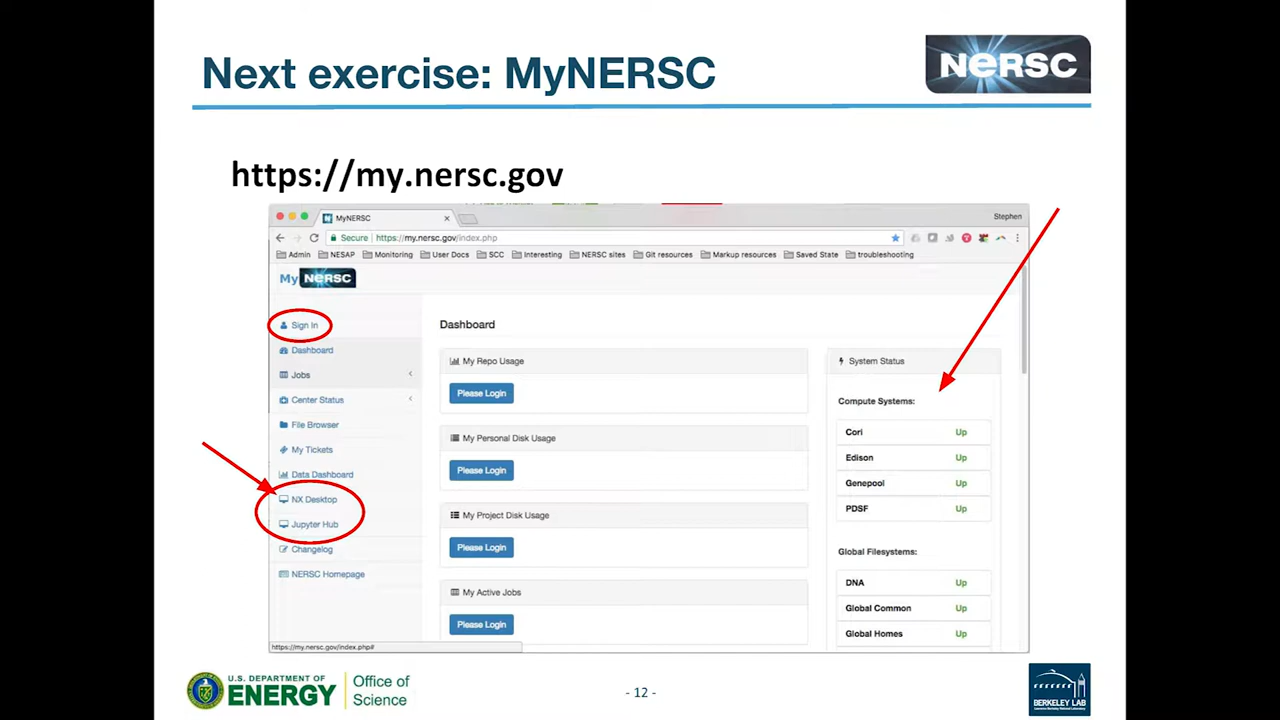 Next exercise: MyNERSC
NERSC
https://my.nersc.gov
MyNERSC
Stephen
Secure https://my.nersc.gov/index.php
Admin NESAP Monitoring User Docs SCC Interesting NERSC sites Git resources Markup resources Saved State troubleshooting
My NERSC
Sign In
Dashboard
Jobs
Center Status
File Browser
My Tickets
Data Dashboard
NX Desktop
Jupyter Hub
Changelog
NERSC Homepage
Dashboard
My Repo Usage
Please Login
My Personal Disk Usage
Please Login
My Project Disk Usage
Please Login
My Active Jobs
Please Login
System Status
Compute Systems:
Cori Up
Edison Up
Genepool Up
PDSF Up
Global Filesystems:
DNA Up
Global Common Up
Global Homes Up
https://my.nersc.gov/index.php#
U.S. DEPARTMENT OF
ENERGY
Office of
Science
- 12 -
BERKELEY LAB
Lawrence Berkeley National Laboratory